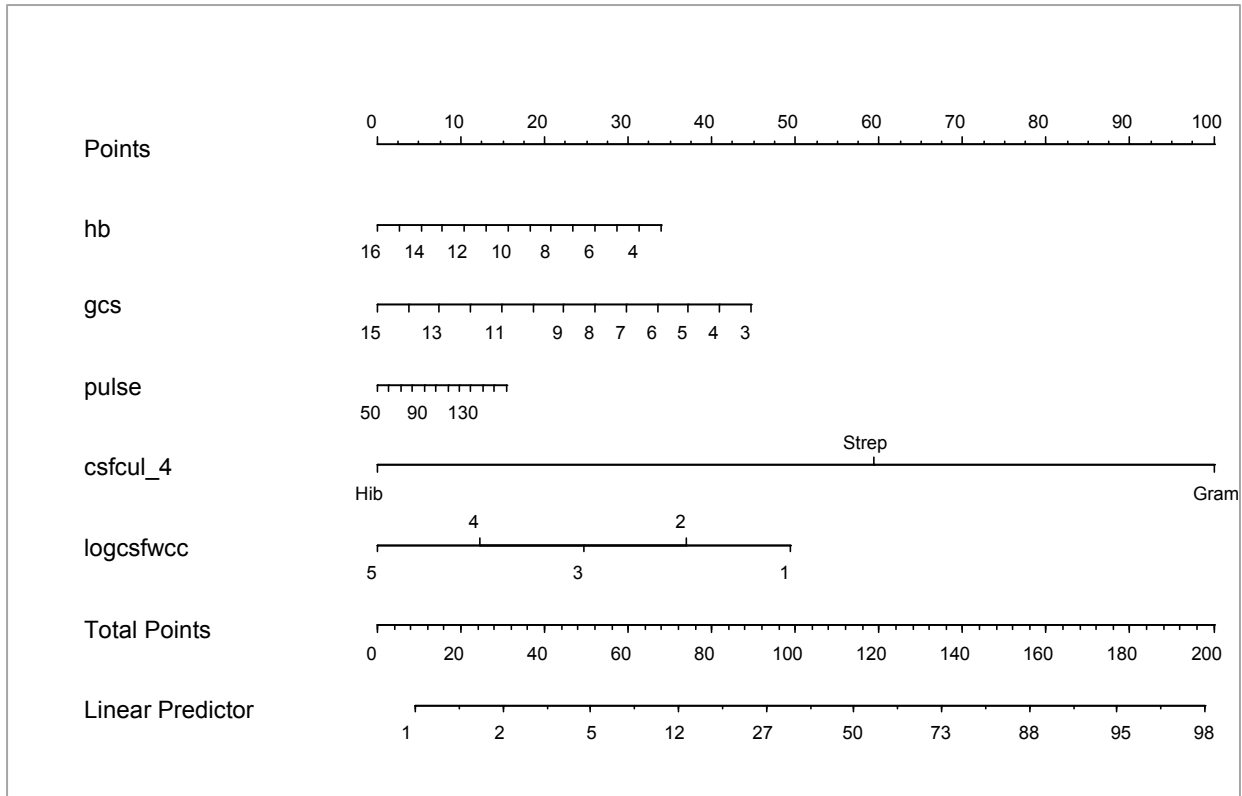 0 10 20 30 40 50 60 70 80 90 100
Points
hb
16 14 12 10 8 6 4
gcs
15 13 11 9 8 7 6 5 4 3
pulse
50 90 130
Strep
csfcul_4
Hib Gram
4 2
logcsfwcc
5 3 1
Total Points
0 20 40 60 80 100 120 140 160 180 200
Linear Predictor
1 2 5 12 27 50 73 88 95 98